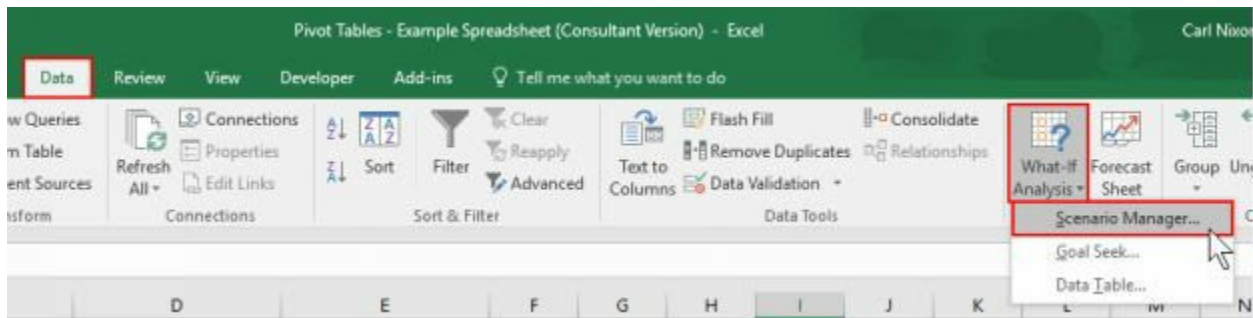 Pivot Tables - Example Spreadsheet (Consultant Version) - Excel Carl Nixon
Data Review View Developer Add-ins Tell me what you want to do
w Queries
m Table
ent Sources
sform
Refresh
All
Connections
Properties
Edit Links
Connections
Sort
Filter
Clear
Reapply
Advanced
Sort & Filter
Text to
Columns
Flash Fill
Remove Duplicates
Data Validation
Consolidate
Relationships
Data Tools
What-If
Analysis
Forecast
Sheet
Group
Scenario Manager...
Goal Seek...
Data Table...
D E F G H I J K L M N